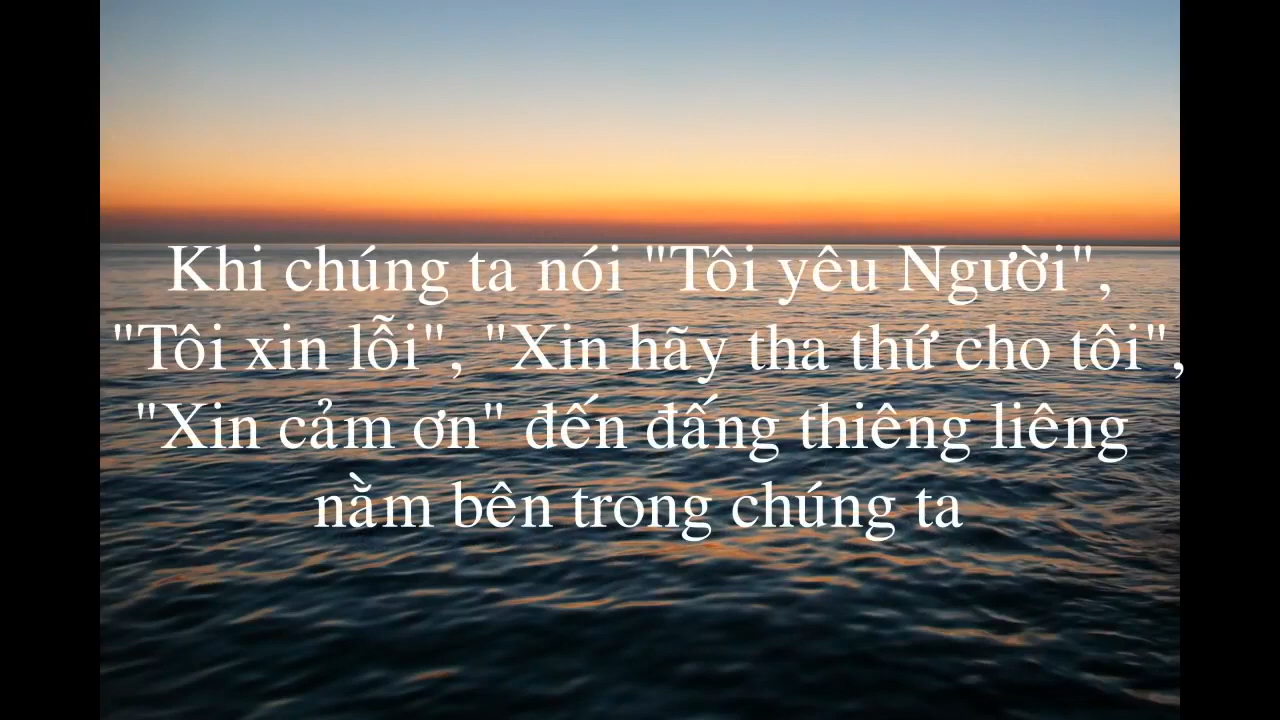 Khi chúng ta nói "Tôi yêu Người",
"Tôi xin lỗi", "Xin hãy tha thứ cho tôi",
"Xin cảm ơn" đến đấng thiêng liêng
nằm bên trong chúng ta